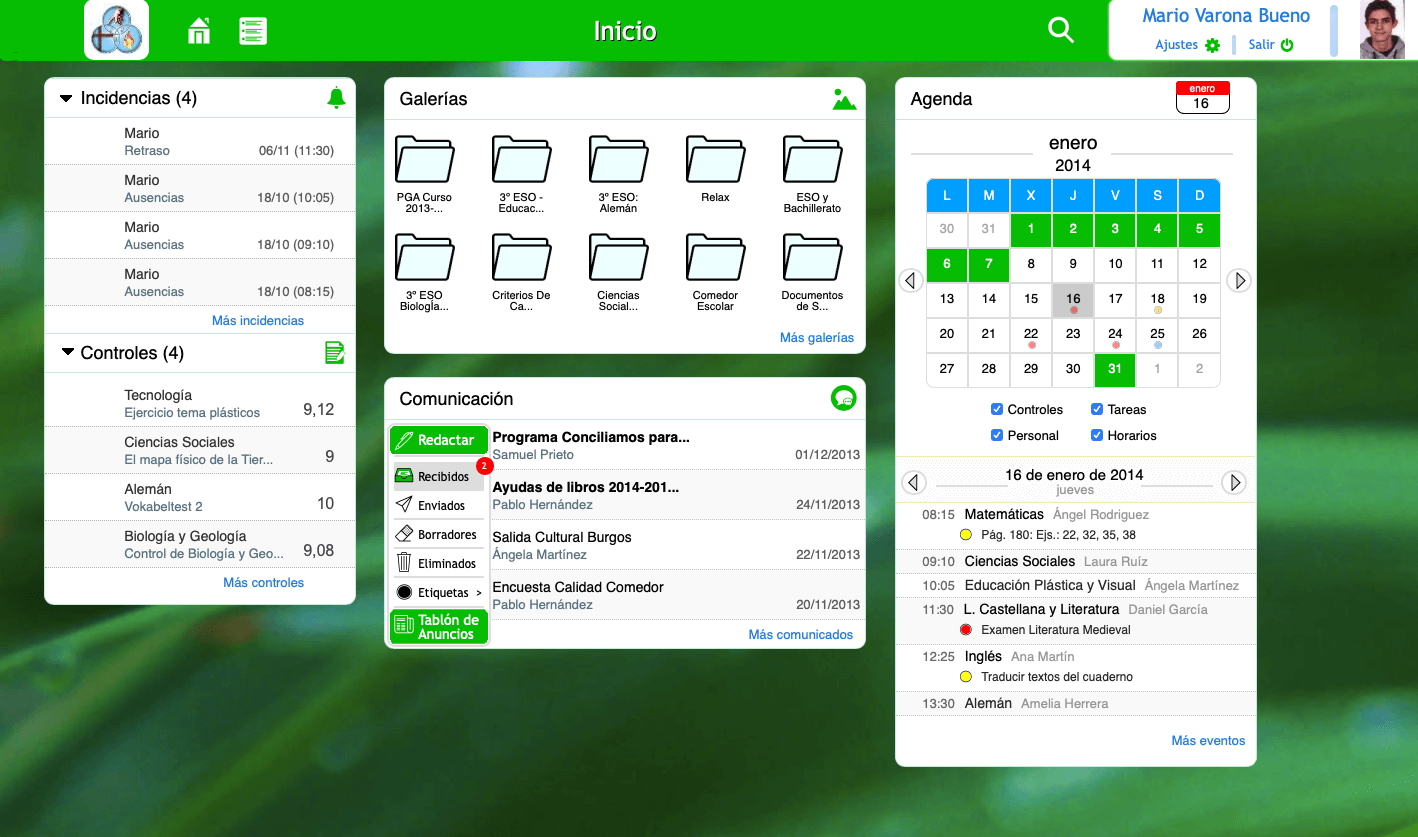 Inicio
Mario Varona Bueno
Ajustes
Salir
Incidencias (4)
Mario
Retraso 06/11 (11:30)
Mario
Ausencias 18/10 (10:05)
Mario
Ausencias 18/10 (09:10)
Mario
Ausencias 18/10 (08:15)
Más incidencias
Controles (4)
Tecnología
Ejercicio tema plásticos 9,12
Ciencias Sociales
El mapa físico de la Tier... 9
Alemán
Vokabeltest 2 10
Biología y Geología
Control de Biología y Geo... 9,08
Más controles
Galerías
PGA Curso
2013-...
3º ESO -
Educac...
3º ESO:
Alemán
Relax
ESO y
Bachillerato
3º ESO
Biología...
Criterios De
Ca...
Ciencias
Social...
Comedor
Escolar
Documentos
de S...
Más galerías
Comunicación
Redactar
Recibidos 2
Enviados
Borradores
Eliminados
Etiquetas >
Tablón de
Anuncios
Programa Conciliamos para...
Samuel Prieto 01/12/2013
Ayudas de libros 2014-201...
Pablo Hernández 24/11/2013
Salida Cultural Burgos
Ángela Martínez 22/11/2013
Encuesta Calidad Comedor
Pablo Hernández 20/11/2013
Más comunicados
Agenda
enero
16
enero
2014
L M X J V S D
30 31 1 2 3 4 5
6 7 8 9 10 11 12
13 14 15 16 17 18 19
20 21 22 23 24 25 26
27 28 29 30 31 1 2
Controles Tareas
Personal Horarios
16 de enero de 2014
jueves
08:15 Matemáticas Ángel Rodriguez
Pág. 180: Ejs.: 22, 32, 35, 38
09:10 Ciencias Sociales Laura Ruíz
10:05 Educación Plástica y Visual Ángela Martínez
11:30 L. Castellana y Literatura Daniel García
Examen Literatura Medieval
12:25 Inglés Ana Martín
Traducir textos del cuaderno
13:30 Alemán Amelia Herrera
Más eventos